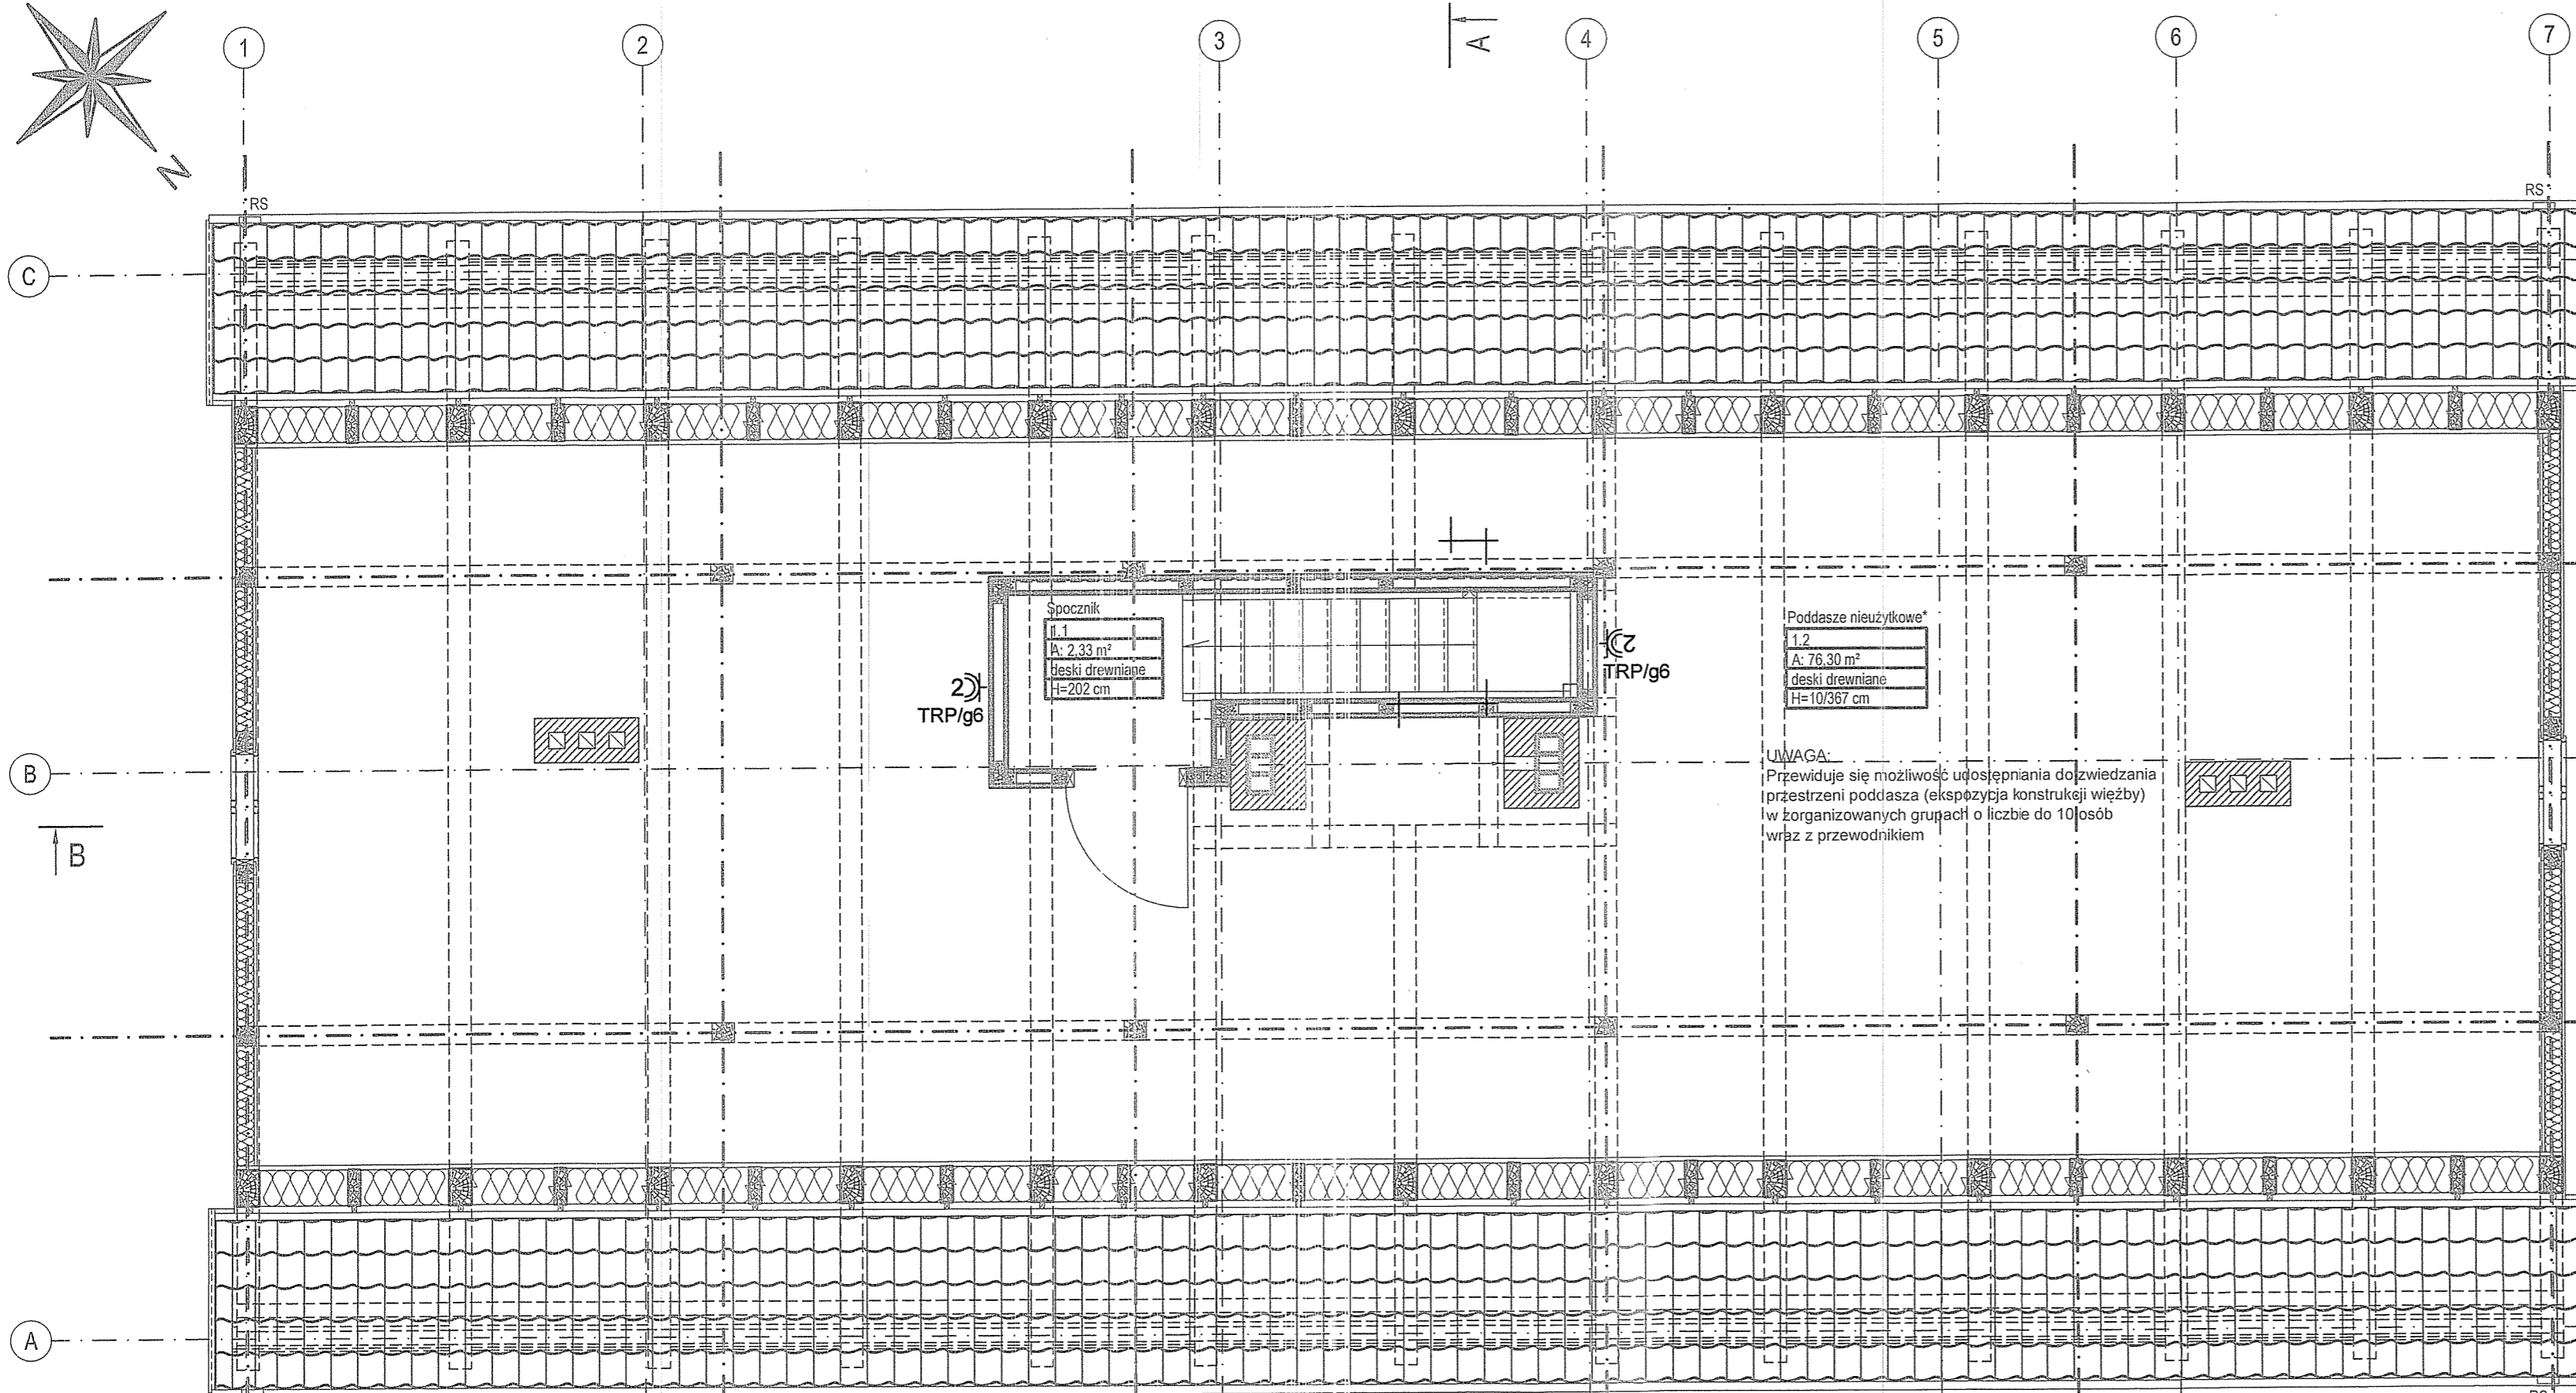 1
2
3
A
4
5
6
7
N
RS
RS
C
Spocznik
1.1
A: 2,33 m²
deski drewniane
H=202 cm
2
TRP/g6
2
TRP/g6
Poddasze nieużytkowe*
1.2
A: 76,30 m²
deski drewniane
H=10/367 cm
UWAGA:
Przewiduje się możliwość udostępniania do zwiedzania
przestrzeni poddasza (ekspozycja konstrukcji więźby)
w zorganizowanych grupach o liczbie do 10 osób
wraz z przewodnikiem
B
B
A